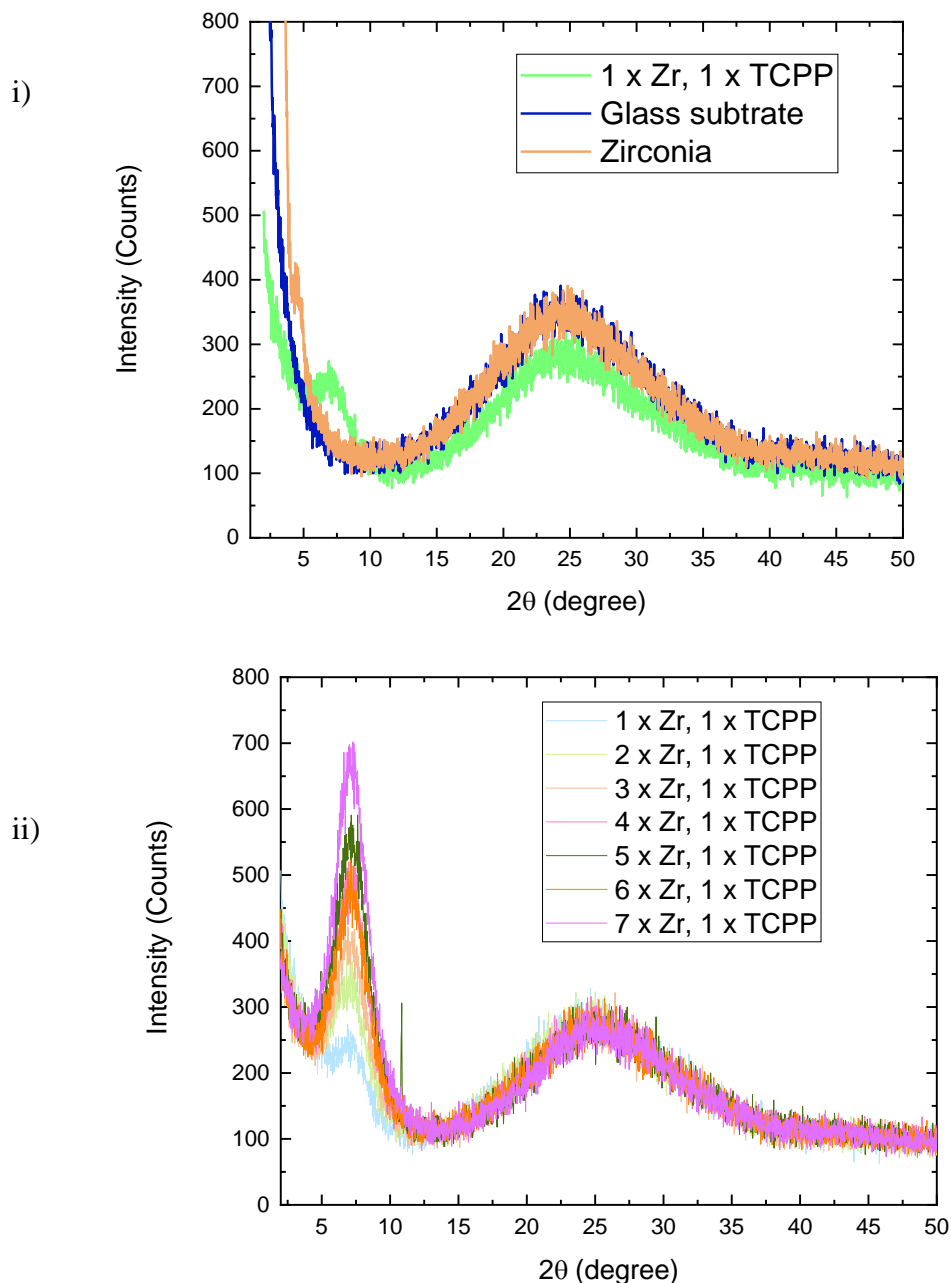 i)
800
700
600
500
400
300
200
100
0
Intensity (Counts)
1 x Zr, 1 x TCPP
Glass subtrate
Zirconia
5 10 15 20 25 30 35 40 45 50
2θ (degree)
ii)
800
700
600
500
400
300
200
100
0
Intensity (Counts)
1 x Zr, 1 x TCPP
2 x Zr, 1 x TCPP
3 x Zr, 1 x TCPP
4 x Zr, 1 x TCPP
5 x Zr, 1 x TCPP
6 x Zr, 1 x TCPP
7 x Zr, 1 x TCPP
5 10 15 20 25 30 35 40 45 50
2θ (degree)